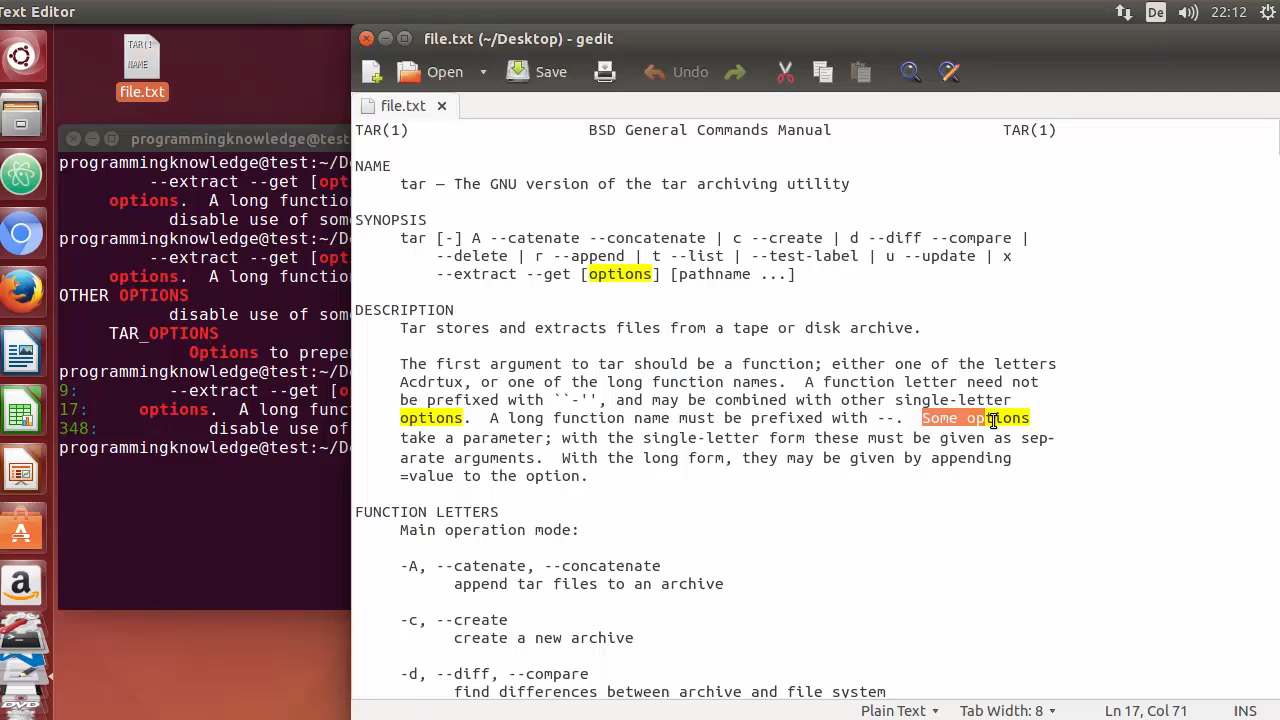 Text Editor
De
22:12
TAR(1
NAME
file.txt
programmingknowledge@test
programmingknowledge@test:~/D
--extract --get [opt
options.  A long functio
disable use of som
programmingknowledge@test:~/D
--extract --get [opt
options.  A long functio
OTHER OPTIONS
disable use of som
TAR_OPTIONS
Options to prepe
programmingknowledge@test:~/D
9:         --extract --get [o
17:      options.  A long func
348:              disable use of
programmingknowledge@test:~/D
file.txt (~/Desktop) - gedit
Open
Save
Undo
file.txt
TAR(1)                    BSD General Commands Manual                   TAR(1)
NAME
tar — The GNU version of the tar archiving utility
SYNOPSIS
tar [-] A --catenate --concatenate | c --create | d --diff --compare |
--delete | r --append | t --list | --test-label | u --update | x
--extract --get [options] [pathname ...]
DESCRIPTION
Tar stores and extracts files from a tape or disk archive.
The first argument to tar should be a function; either one of the letters
Acdrtux, or one of the long function names.  A function letter need not
be prefixed with ``-'', and may be combined with other single-letter
options.  A long function name must be prefixed with --.  Some options
take a parameter; with the single-letter form these must be given as sep-
arate arguments.  With the long form, they may be given by appending
=value to the option.
FUNCTION LETTERS
Main operation mode:
-A, --catenate, --concatenate
append tar files to an archive
-c, --create
create a new archive
-d, --diff, --compare
find differences between archive and file system
Plain Text
Tab Width: 8
Ln 17, Col 71
INS